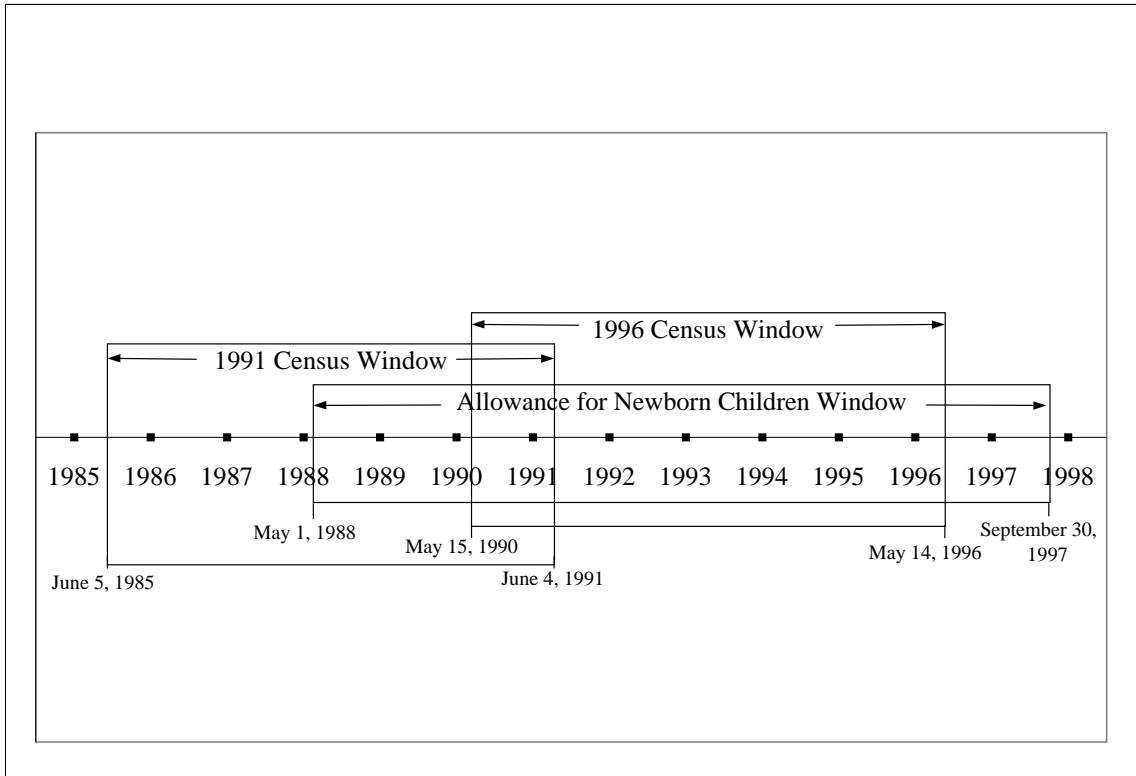 1996 Census Window
1991 Census Window
Allowance for Newborn Children Window
1985 1986 1987 1988 1989 1990 1991 1992 1993 1994 1995 1996 1997 1998
May 1, 1988
May 15, 1990
September 30,
1997
May 14, 1996
June 5, 1985
June 4, 1991